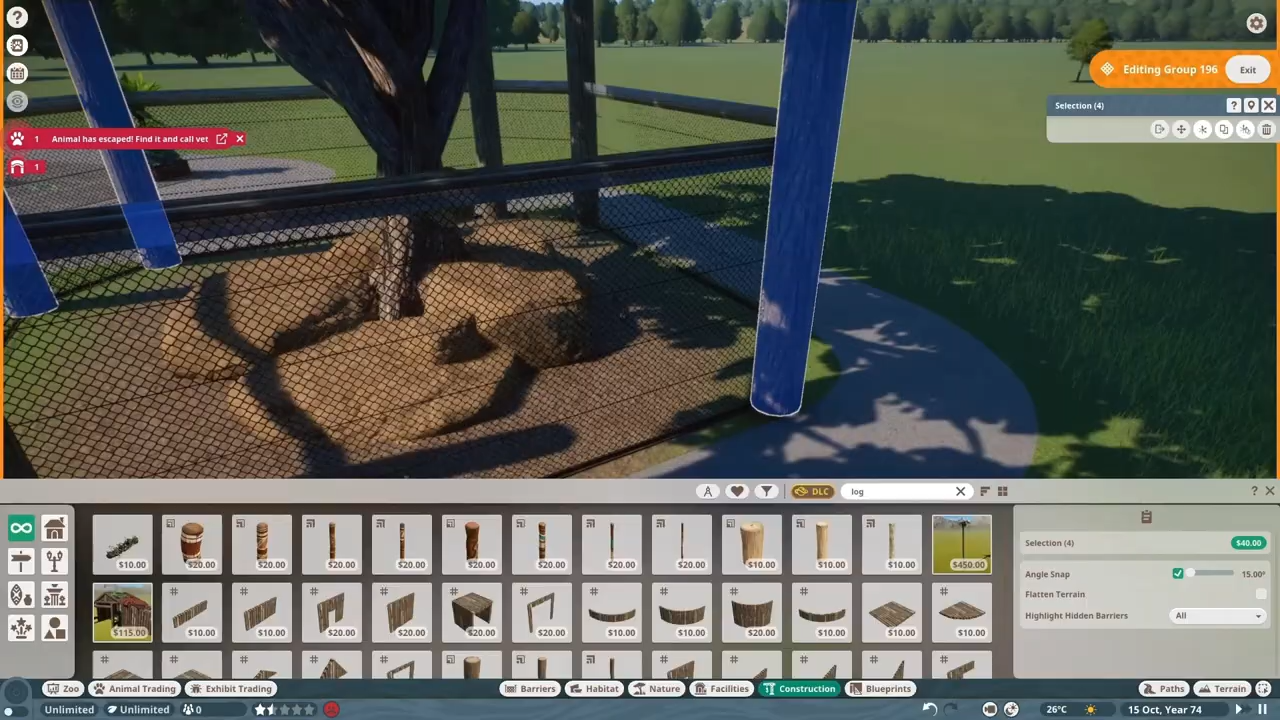 ?
Editing Group 196
Exit
Selection (4)
?
1 Animal has escaped! Find it and call vet
1
DLC
log
?
$10.00 $20.00 $20.00 $20.00 $20.00 $20.00 $20.00 $20.00 $20.00 $10.00 $10.00 $10.00 $450.00
$115.00 $10.00 $10.00 $20.00 $20.00 $20.00 $20.00 $10.00 $10.00 $20.00 $10.00 $10.00 $10.00
Selection (4) $40.00
Angle Snap 15.00°
Flatten Terrain
Highlight Hidden Barriers All
Zoo Animal Trading Exhibit Trading Barriers Habitat Nature Facilities Construction Blueprints Paths Terrain
Unlimited Unlimited 0 26°C 15 Oct, Year 74